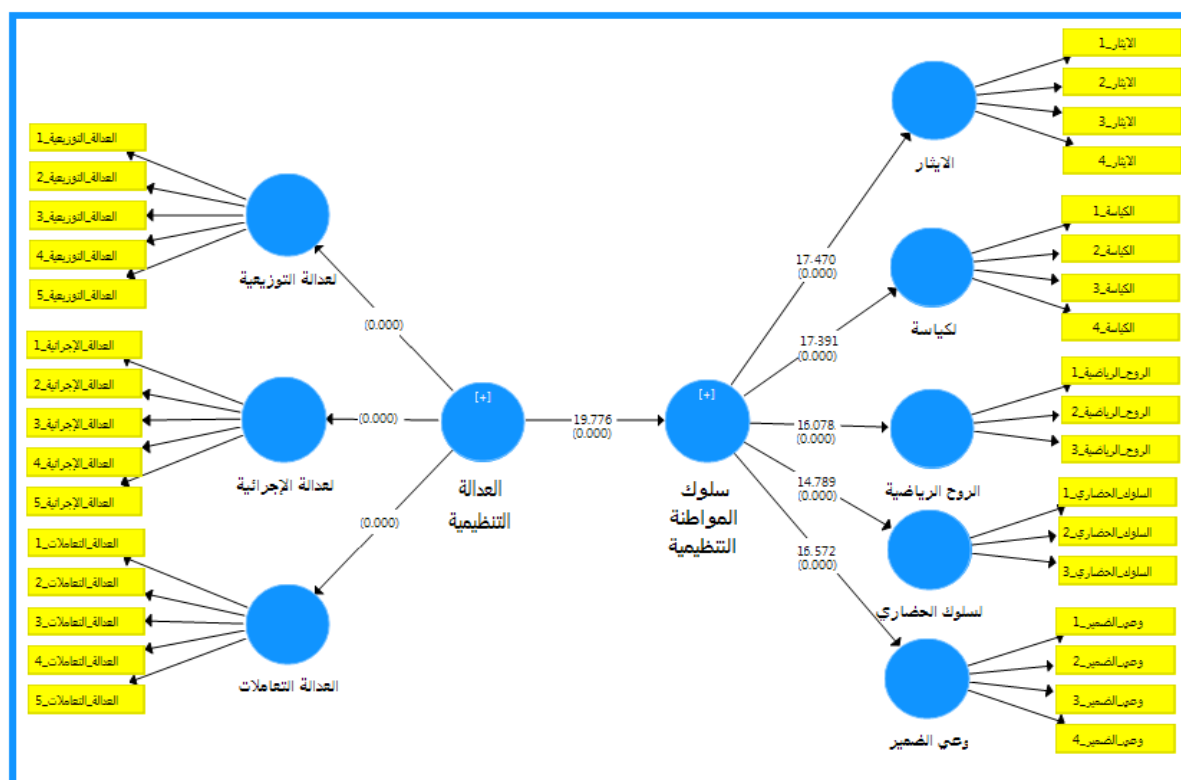 العدالة_التوزيعية_1
العدالة_التوزيعية_2
العدالة_التوزيعية_3
العدالة_التوزيعية_4
العدالة_التوزيعية_5
لعدالة التوزيعية
العدالة_الإجرائية_1
العدالة_الإجرائية_2
العدالة_الإجرائية_3
العدالة_الإجرائية_4
العدالة_الإجرائية_5
لعدالة الإجرائية
العدالة_التعاملات_1
العدالة_التعاملات_2
العدالة_التعاملات_3
العدالة_التعاملات_4
العدالة_التعاملات_5
العدالة التعاملات
(0.000)
(0.000)
(0.000)
[+]
العدالة
التنظيمية
19.776
(0.000)
[+]
سلوك
المواطنة
التنظيمية
17.470
(0.000)
17.391
(0.000)
16.078
(0.000)
14.789
(0.000)
16.572
(0.000)
الايثار
الايثار_1
الايثار_2
الايثار_3
الايثار_4
لكياسة
الكياسة_1
الكياسة_2
الكياسة_3
الكياسة_4
الروح الرياضية
الروح_الرياضية_1
الروح_الرياضية_2
الروح_الرياضية_3
لسلوك الحضاري
السلوك_الحضاري_1
السلوك_الحضاري_2
السلوك_الحضاري_3
وعي الضمير
وعي_الضمير_1
وعي_الضمير_2
وعي_الضمير_3
وعي_الضمير_4